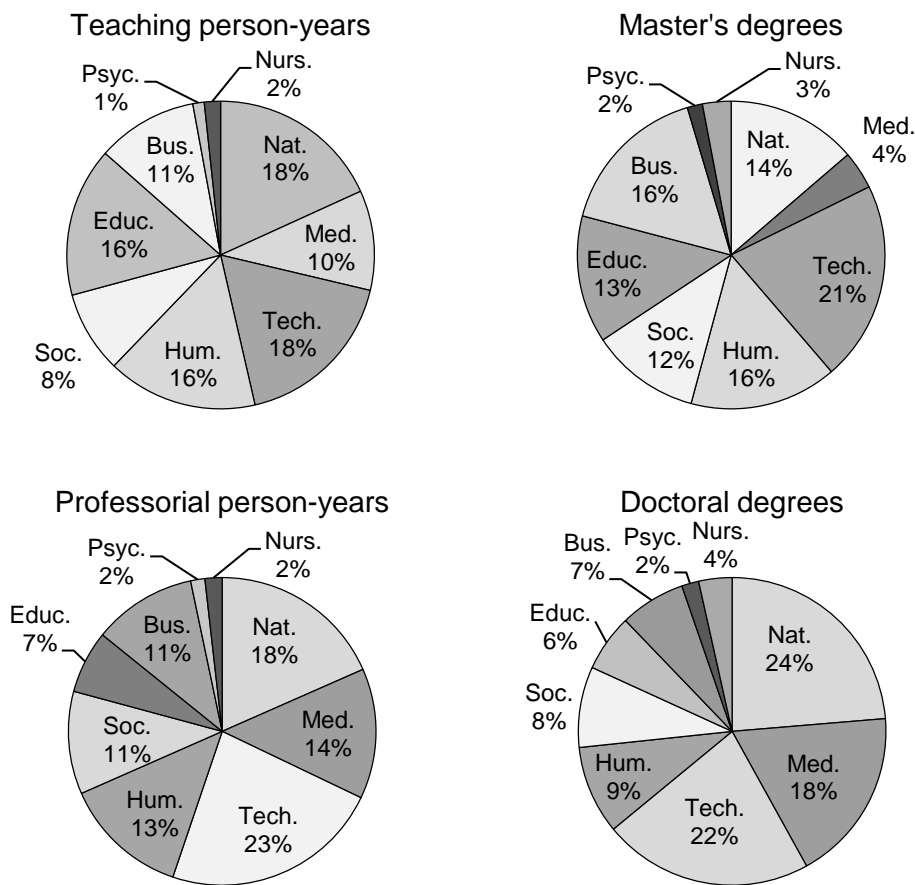 Teaching person-years
Psyc.
1%
Nurs.
2%
Nat.
18%
Med.
10%
Tech.
18%
Hum.
16%
Soc.
8%
Educ.
16%
Bus.
11%
Master's degrees
Psyc.
2%
Nurs.
3%
Nat.
14%
Med.
4%
Tech.
21%
Hum.
16%
Soc.
12%
Educ.
13%
Bus.
16%
Professorial person-years
Psyc.
2%
Nurs.
2%
Nat.
18%
Med.
14%
Tech.
23%
Hum.
13%
Soc.
11%
Educ.
7%
Bus.
11%
Doctoral degrees
Psyc.
2%
Nurs.
4%
Nat.
24%
Med.
18%
Tech.
22%
Hum.
9%
Soc.
8%
Educ.
6%
Bus.
7%